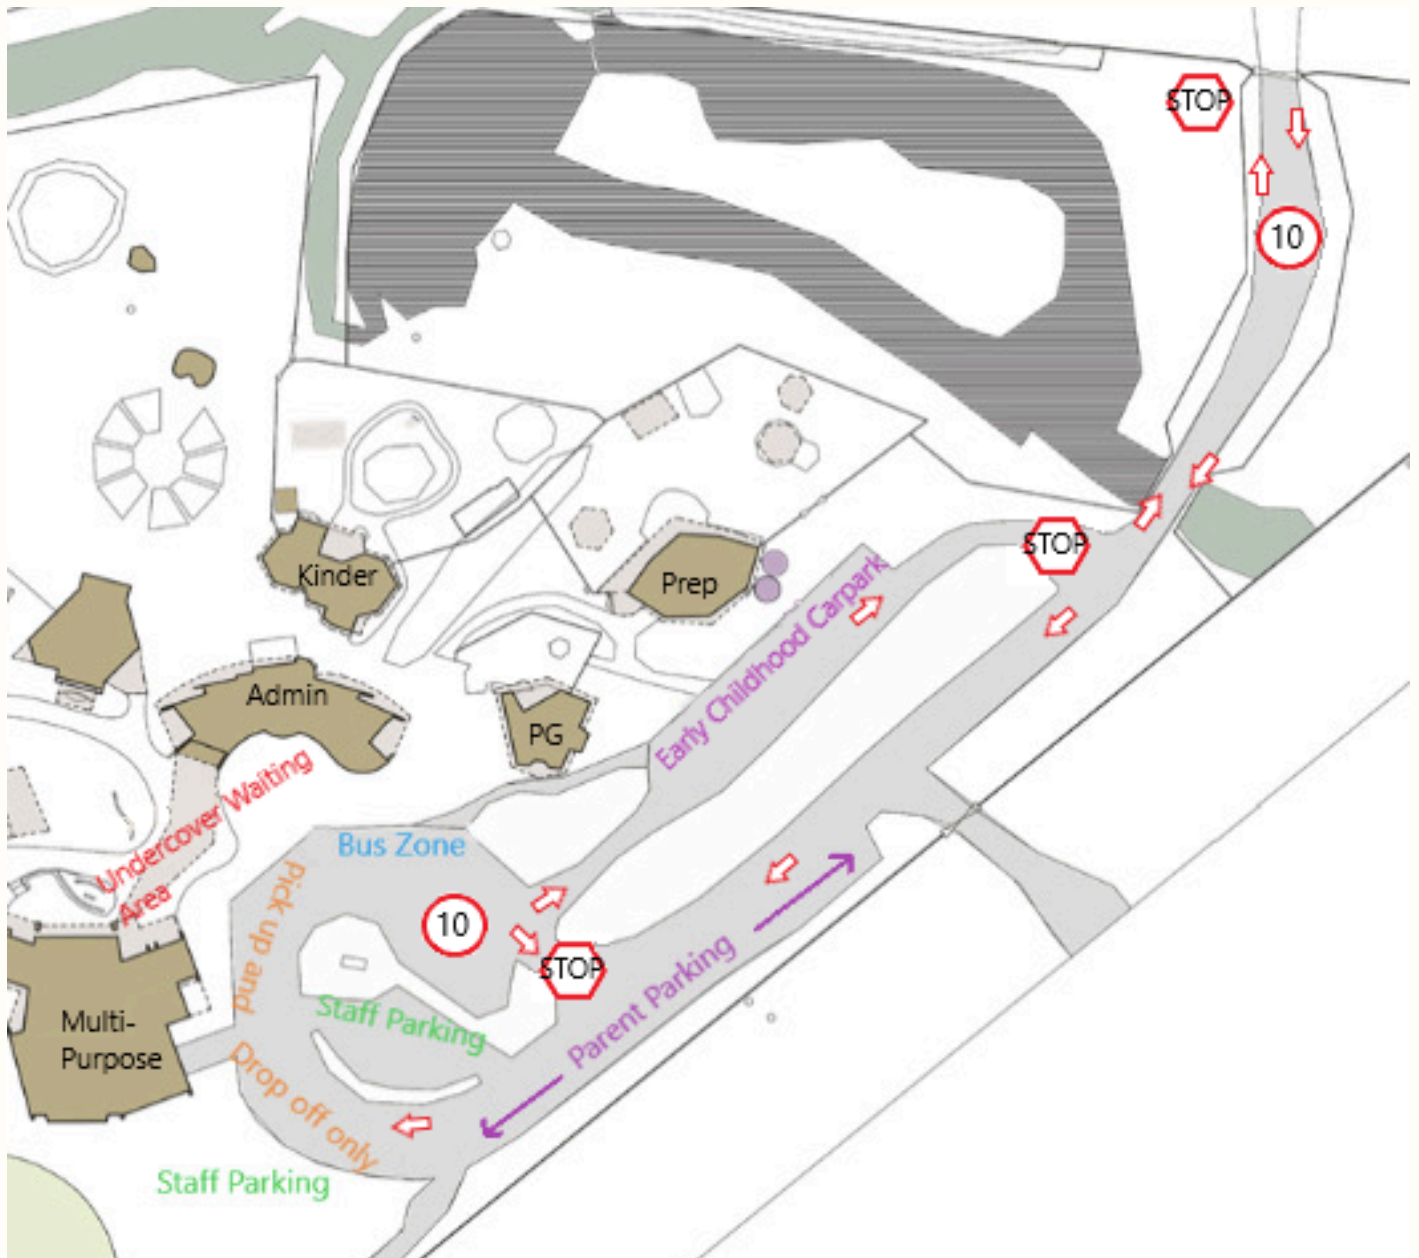 STOP
10
STOP
Kinder
Prep
Early Childhood Carpark
Admin
PG
Undercover Waiting
Area
Bus Zone
Pick up and
Drop off only
10
STOP
Staff Parking
Parent Parking
Multi-
Purpose
Staff Parking